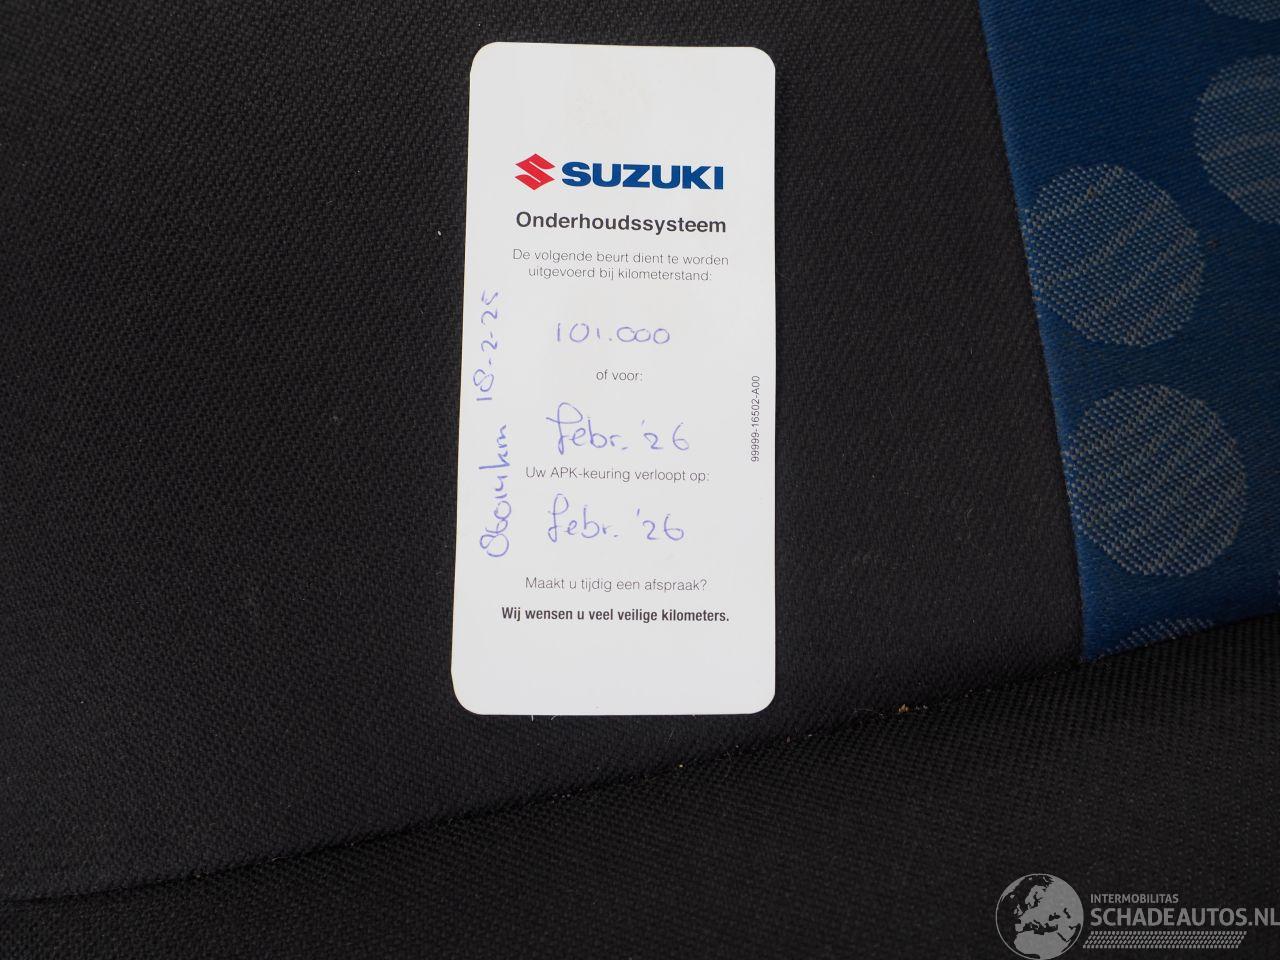 SUZUKI
Onderhoudssysteem
De volgende beurt dient te worden
uitgevoerd bij kilometerstand:
101.000
of voor:
febr. '26
Uw APK-keuring verloopt op:
febr. '26
Maakt u tijdig een afspraak?
Wij wensen u veel veilige kilometers.
86014km 18-2-25
99999-16502-A00
INTERMOBILITAS
SCHADEAUTOS.NL